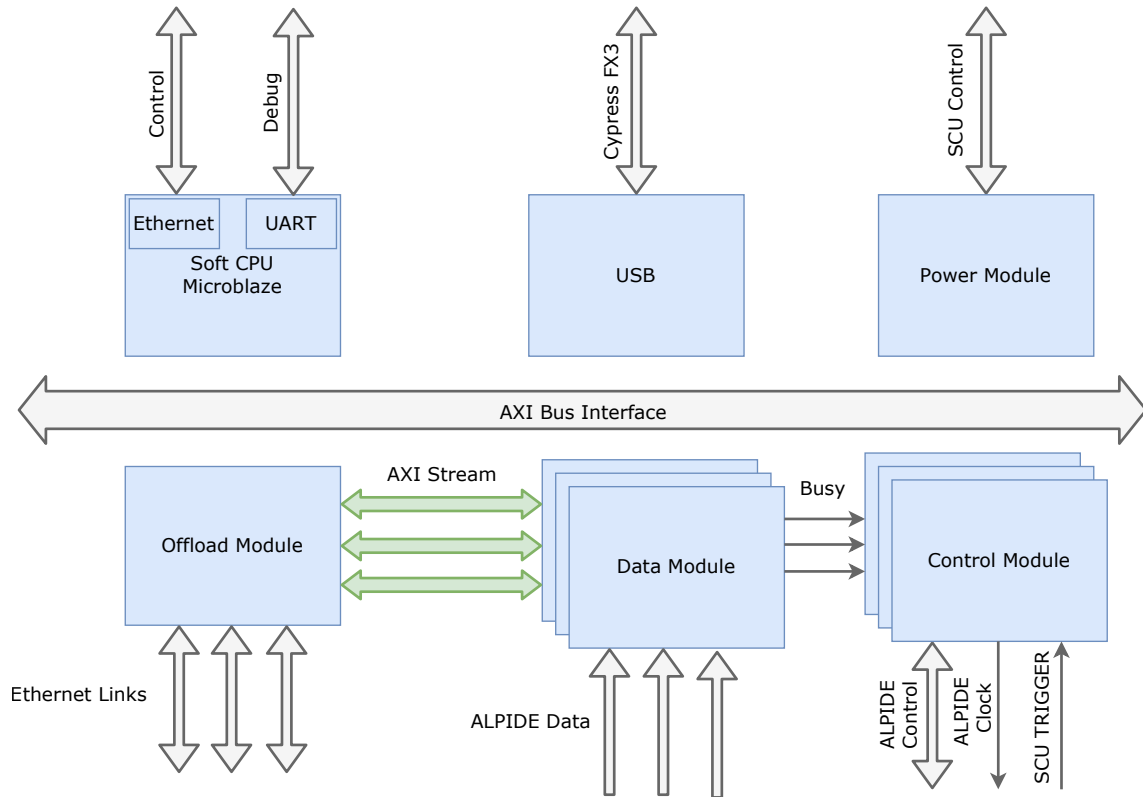 Control
Debug
Cypress FX3
SCU Control
Ethernet
UART
Soft CPU
Microblaze
USB
Power Module
AXI Bus Interface
AXI Stream
Busy
Offload Module
Data Module
Control Module
Ethernet Links
ALPIDE Data
ALPIDE
Control
ALPIDE
Clock
SCU TRIGGER